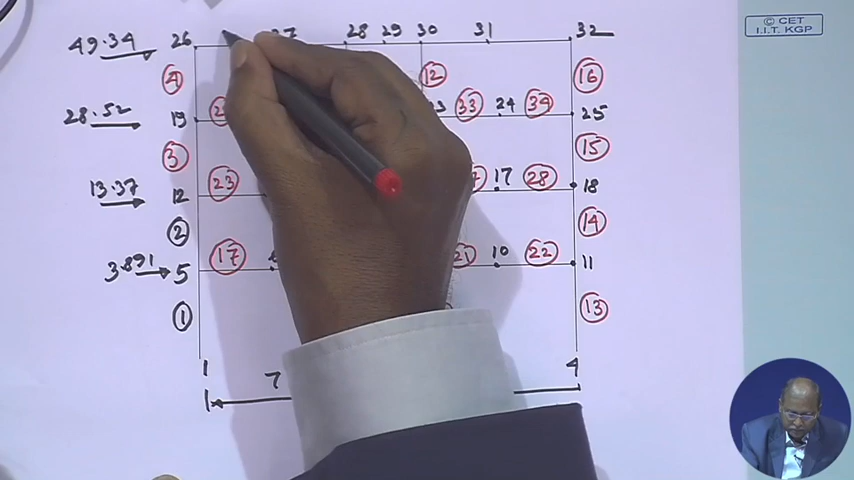 © CET
I.I.T. KGP
49.34 26 28 29 30 31 32
4 12 16
28.52 19 33 24 34 25
3 15
13.37 12 23 17 28 18
2 14
3.891 5 17 21 10 22 11
1 13
1 4
7